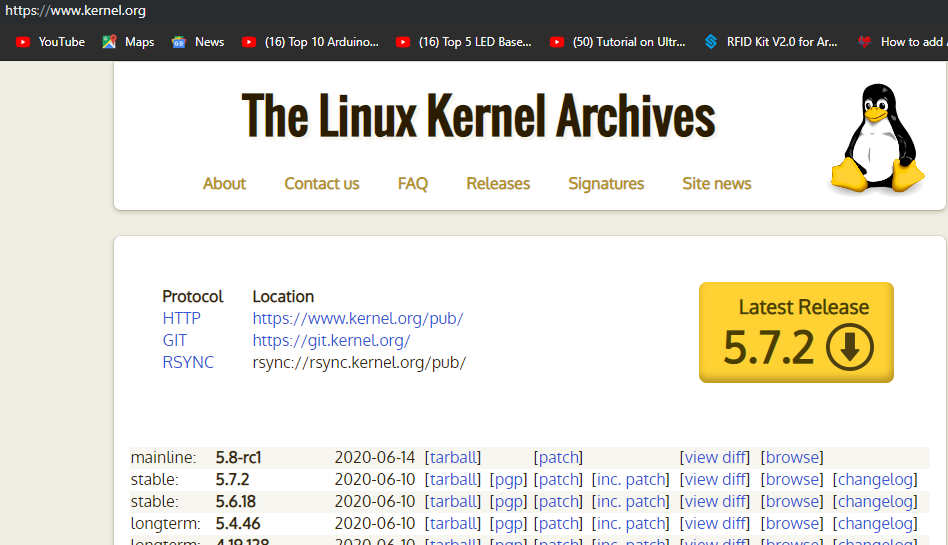 https://www.kernel.org
YouTube Maps News (16) Top 10 Arduino... (16) Top 5 LED Base... (50) Tutorial on Ultr... RFID Kit V2.0 for Ar... How to add
The Linux Kernel Archives
About Contact us FAQ Releases Signatures Site news
Protocol Location
HTTP https://www.kernel.org/pub/
GIT https://git.kernel.org/
RSYNC rsync://rsync.kernel.org/pub/
Latest Release
5.7.2
mainline: 5.8-rc1 2020-06-14 [tarball] [patch] [view diff] [browse]
stable: 5.7.2 2020-06-10 [tarball] [pgp] [patch] [inc. patch] [view diff] [browse] [changelog]
stable: 5.6.18 2020-06-10 [tarball] [pgp] [patch] [inc. patch] [view diff] [browse] [changelog]
longterm: 5.4.46 2020-06-10 [tarball] [pgp] [patch] [inc. patch] [view diff] [browse] [changelog]
longterm: 4.19.128 2020-06-10 [tarball] [pgp] [patch] [inc. patch] [view diff] [browse] [changelog]